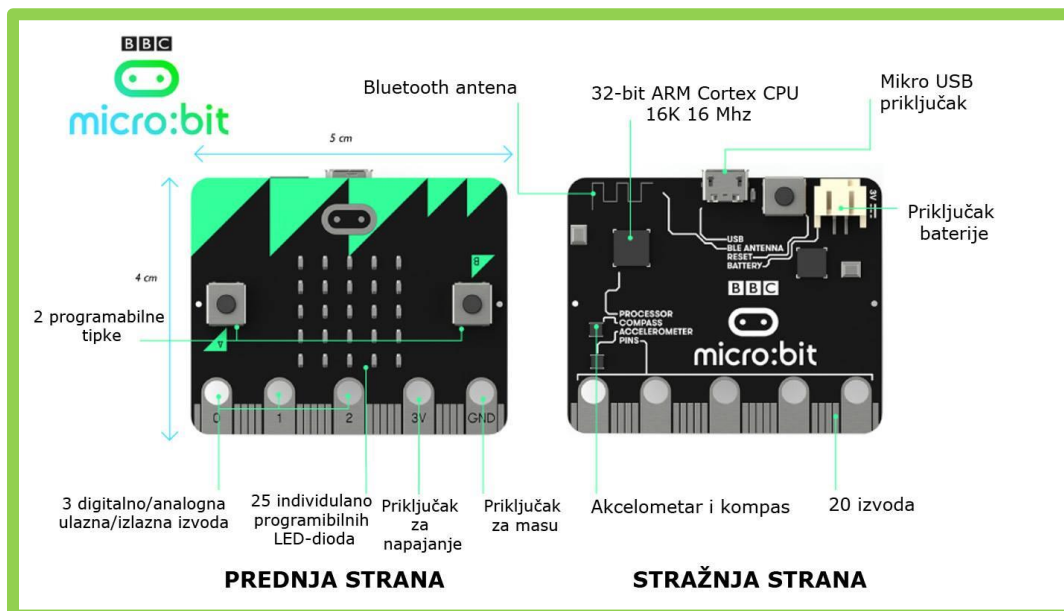 BBC
micro:bit
5 cm
4 cm
Bluetooth antena
32-bit ARM Cortex CPU
16K 16 Mhz
Mikro USB
priključak
Priključak
baterije
2 programabilne
tipke
A
B
0
1
2
3V
GND
3V
USB
BLE ANTENNA
RESET
BATTERY
BBC
micro:bit
PROCESSOR
COMPASS
ACCELEROMETER
PINS
3 digitalno/analogna
ulazna/izlazna izvoda
25 individulano
programibilnih
LED-dioda
Priključak
za
napajanje
Priključak
za masu
Akcelometar i kompas
20 izvoda
PREDNJA STRANA
STRAŽNJA STRANA